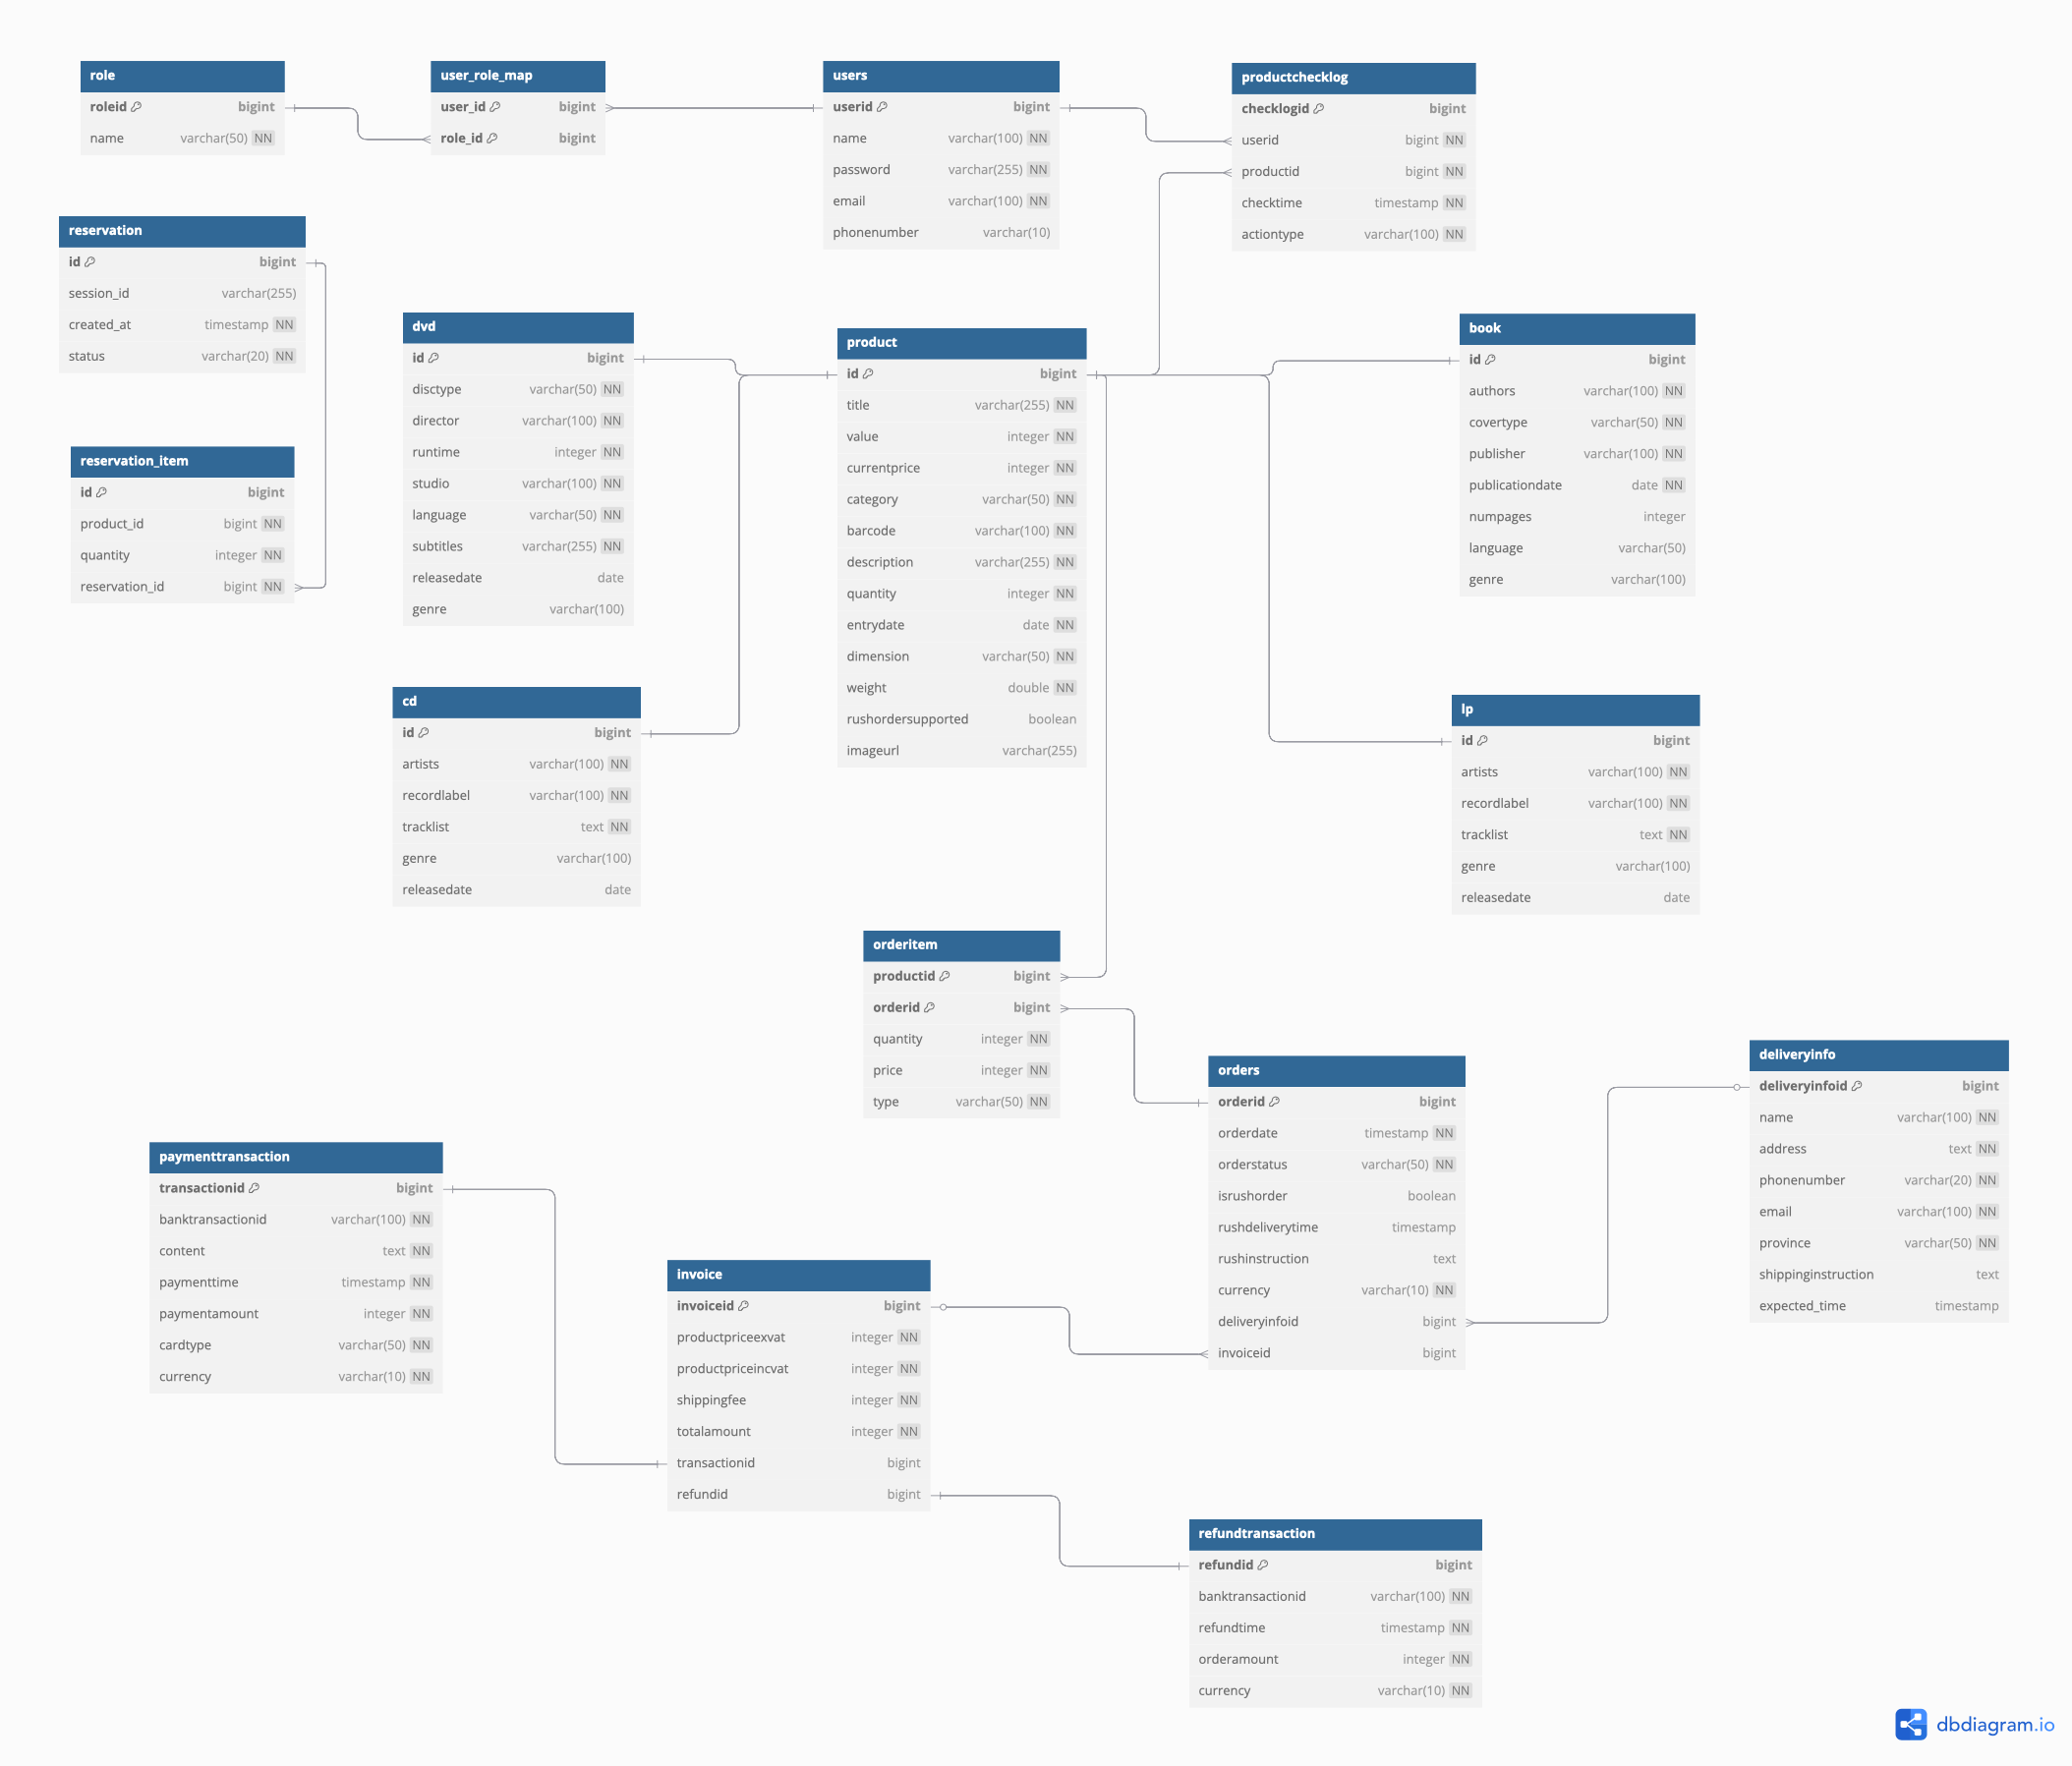 role
roleid bigint
name varchar(50) NN
user_role_map
user_id bigint
role_id bigint
users
userid bigint
name varchar(100) NN
password varchar(255) NN
email varchar(100) NN
phonenumber varchar(10)
productchecklog
checklogid bigint
userid bigint NN
productid bigint NN
checktime timestamp NN
actiontype varchar(100) NN
reservation
id bigint
session_id varchar(255)
created_at timestamp NN
status varchar(20) NN
reservation_item
id bigint
product_id bigint NN
quantity integer NN
reservation_id bigint NN
dvd
id bigint
disctype varchar(50) NN
director varchar(100) NN
runtime integer NN
studio varchar(100) NN
language varchar(50) NN
subtitles varchar(255) NN
releasedate date
genre varchar(100)
product
id bigint
title varchar(255) NN
value integer NN
currentprice integer NN
category varchar(50) NN
barcode varchar(100) NN
description varchar(255) NN
quantity integer NN
entrydate date NN
dimension varchar(50) NN
weight double NN
rushordersupported boolean
imageurl varchar(255)
book
id bigint
authors varchar(100) NN
covertype varchar(50) NN
publisher varchar(100) NN
publicationdate date NN
numpages integer
language varchar(50)
genre varchar(100)
cd
id bigint
artists varchar(100) NN
recordlabel varchar(100) NN
tracklist text NN
genre varchar(100)
releasedate date
lp
id bigint
artists varchar(100) NN
recordlabel varchar(100) NN
tracklist text NN
genre varchar(100)
releasedate date
orderitem
productid bigint
orderid bigint
quantity integer NN
price integer NN
type varchar(50) NN
orders
orderid bigint
orderdate timestamp NN
orderstatus varchar(50) NN
isrushorder boolean
rushdeliverytime timestamp
rushinstruction text
currency varchar(10) NN
deliveryinfoid bigint
invoiceid bigint
deliveryinfo
deliveryinfoid bigint
name varchar(100) NN
address text NN
phonenumber varchar(20) NN
email varchar(100) NN
province varchar(50) NN
shippinginstruction text
expected_time timestamp
paymenttransaction
transactionid bigint
banktransactionid varchar(100) NN
content text NN
paymenttime timestamp NN
paymentamount integer NN
cardtype varchar(50) NN
currency varchar(10) NN
invoice
invoiceid bigint
productpriceexvat integer NN
productpriceincvat integer NN
shippingfee integer NN
totalamount integer NN
transactionid bigint
refundid bigint
refundtransaction
refundid bigint
banktransactionid varchar(100) NN
refundtime timestamp NN
orderamount integer NN
currency varchar(10) NN
dbdiagram.io